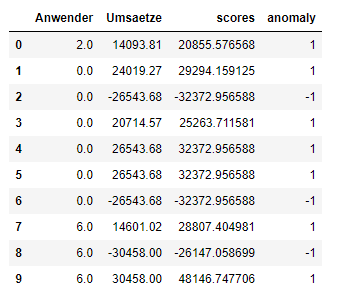 Anwender Umsaetze scores anomaly
0 2.0 14093.81 20855.576568 1
1 0.0 24019.27 29294.159125 1
2 0.0 -26543.68 -32372.956588 -1
3 0.0 20714.57 25263.711581 1
4 0.0 26543.68 32372.956588 1
5 0.0 26543.68 32372.956588 1
6 0.0 -26543.68 -32372.956588 -1
7 6.0 14601.02 28807.404981 1
8 6.0 -30458.00 -26147.058699 -1
9 6.0 30458.00 48146.747706 1